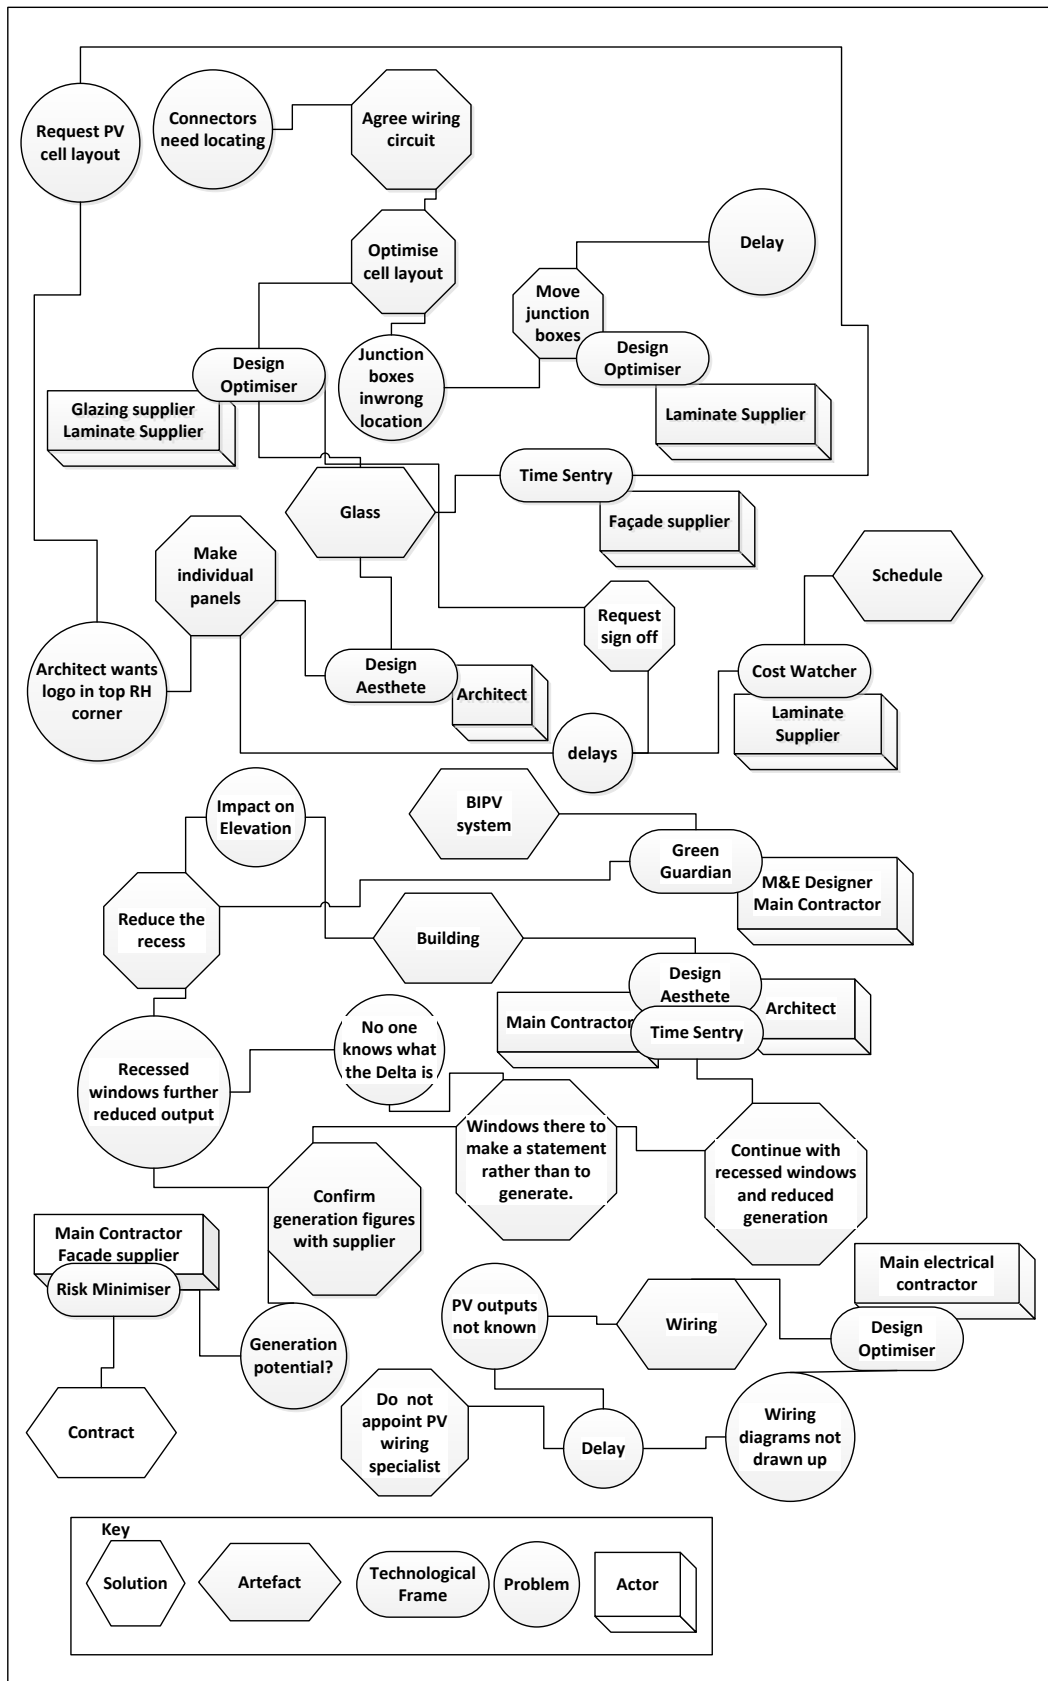 Request PV
cell layout
Connectors
need locating
Agree wiring
circuit
Optimise
cell layout
Delay
Move
junction
boxes
Design
Optimiser
Junction
boxes
inwrong
location
Design
Optimiser
Glazing supplier
Laminate Supplier
Laminate Supplier
Time Sentry
Glass
Façade supplier
Make
individual
panels
Schedule
Request
sign off
Architect wants
logo in top RH
corner
Design
Aesthete
Architect
Cost Watcher
Laminate
Supplier
delays
Impact on
Elevation
BIPV
system
Green
Guardian
M&E Designer
Main Contractor
Reduce the
recess
Building
Design
Aesthete
Main Contractor
Time Sentry
Architect
No one
knows what
the Delta is
Recessed
windows further
reduced output
Windows there to
make a statement
rather than to
generate.
Continue with
recessed windows
and reduced
generation
Confirm
generation figures
with supplier
Main Contractor
Facade supplier
Risk Minimiser
Main electrical
contractor
PV outputs
not known
Wiring
Design
Optimiser
Generation
potential?
Contract
Do  not
appoint PV
wiring
specialist
Delay
Wiring
diagrams not
drawn up
Key
Solution
Artefact
Technological
Frame
Problem
Actor